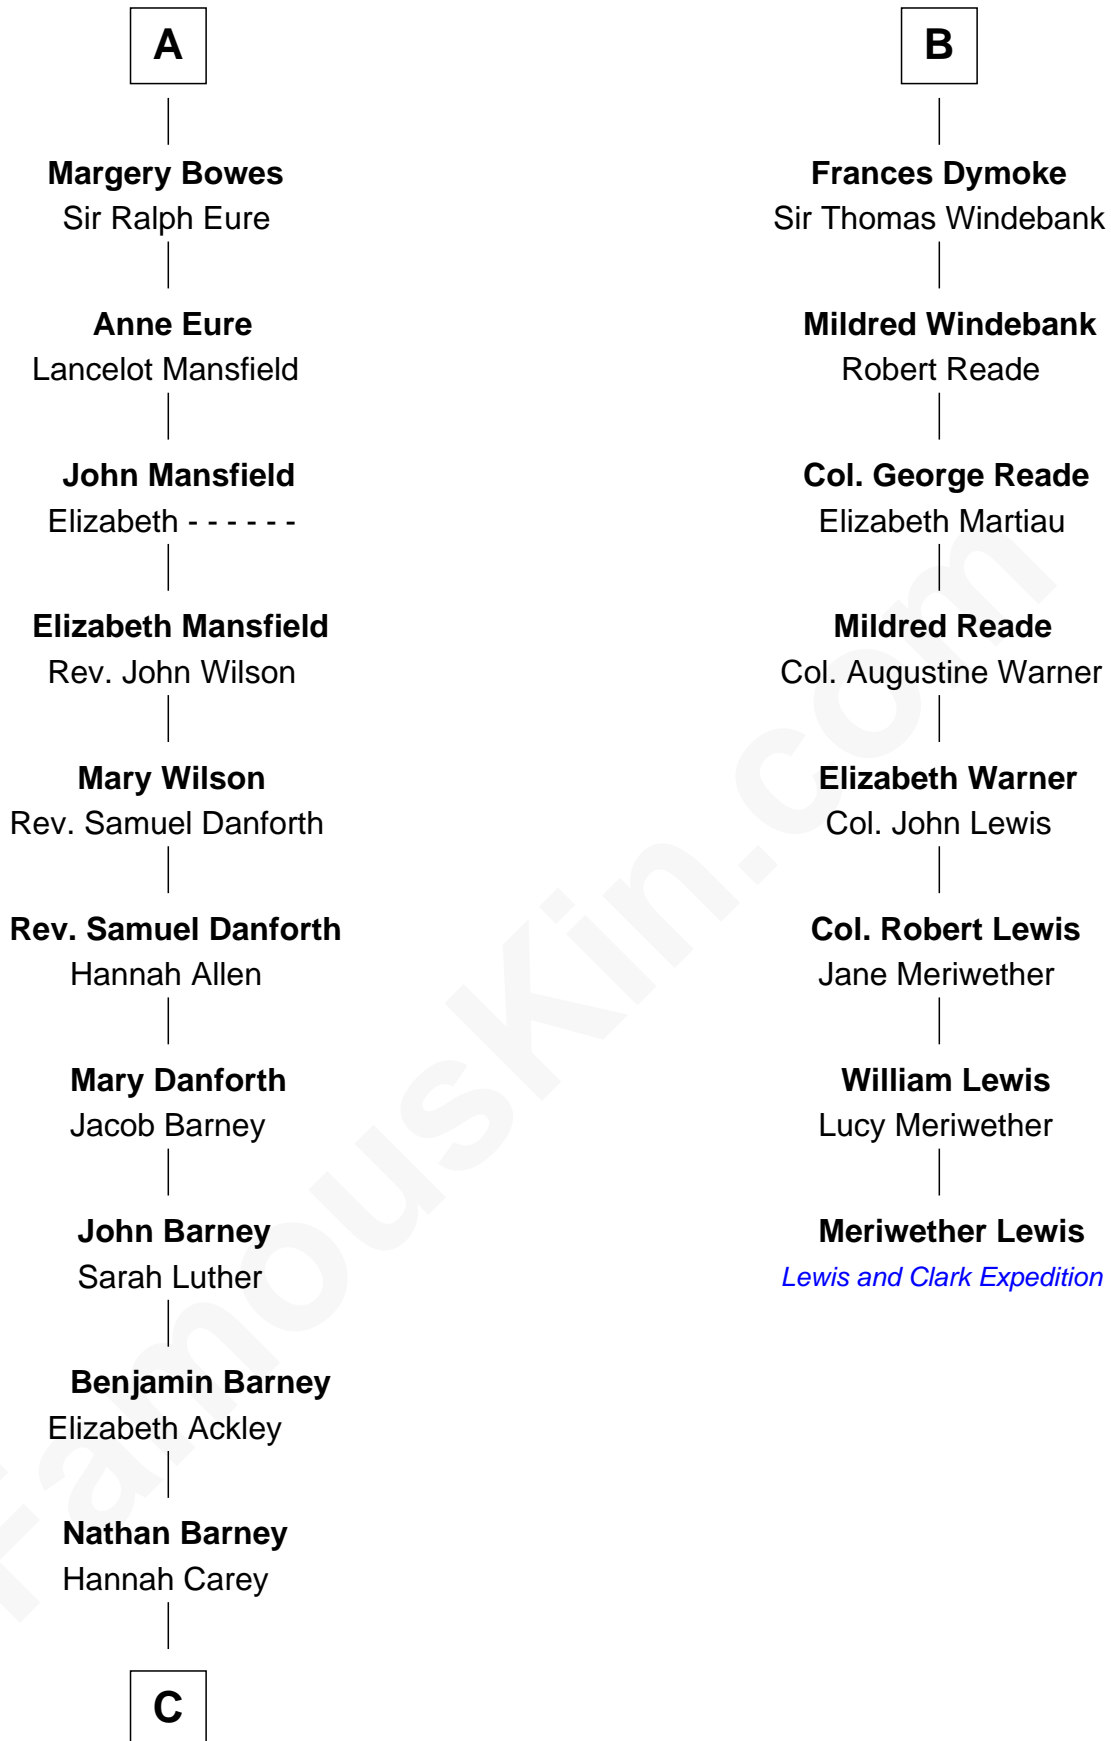 A
Margery Bowes
Sir Ralph Eure
Anne Eure
Lancelot Mansfield
John Mansfield
Elizabeth - - - - - -
Elizabeth Mansfield
Rev. John Wilson
Mary Wilson
Rev. Samuel Danforth
Rev. Samuel Danforth
Hannah Allen
Mary Danforth
Jacob Barney
John Barney
Sarah Luther
Benjamin Barney
Elizabeth Ackley
Nathan Barney
Hannah Carey
C
B
Frances Dymoke
Sir Thomas Windebank
Mildred Windebank
Robert Reade
Col. George Reade
Elizabeth Martiau
Mildred Reade
Col. Augustine Warner
Elizabeth Warner
Col. John Lewis
Col. Robert Lewis
Jane Meriwether
William Lewis
Lucy Meriwether
Meriwether Lewis
Lewis and Clark Expedition
FamousKin.com